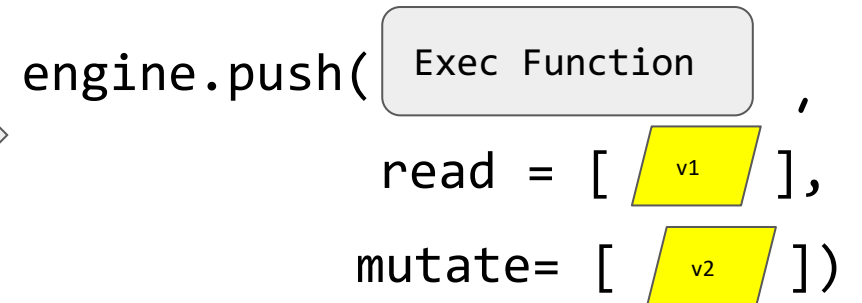 engine.push( Exec Function ,
read = [ v1 ],
mutate= [ v2 ])